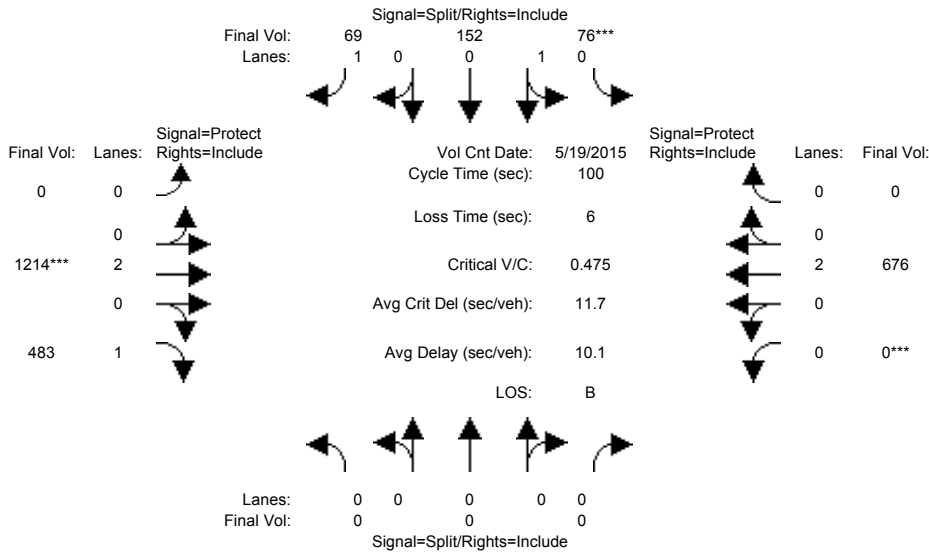 Signal=Split/Rights=Include
Final Vol: 69 152 76***
Lanes: 1 0 0 1 0
Signal=Protect Signal=Protect
Final Vol: Lanes: Rights=Include Vol Cnt Date: 5/19/2015 Rights=Include Lanes: Final Vol:
Cycle Time (sec): 100
0 0 0 0
Loss Time (sec): 6
0 0
1214*** 2 Critical V/C: 0.475 2 676
0 Avg Crit Del (sec/veh): 11.7 0
483 1 Avg Delay (sec/veh): 10.1 0 0***
LOS: B
Lanes: 0 0 0 0 0
Final Vol: 0 0 0
Signal=Split/Rights=Include